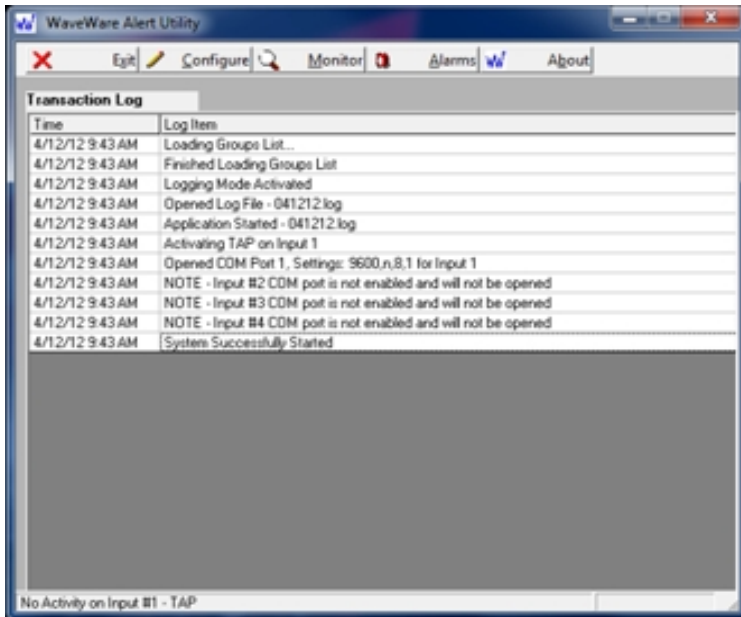 WaveWare Alert Utility
Exit Configure Monitor Alarms About
Transaction Log
Time Log Item
4/12/12 9:43 AM Loading Groups List...
4/12/12 9:43 AM Finished Loading Groups List
4/12/12 9:43 AM Logging Mode Activated
4/12/12 9:43 AM Opened Log File - 041212.log
4/12/12 9:43 AM Application Started - 041212.log
4/12/12 9:43 AM Activating TAP on Input 1
4/12/12 9:43 AM Opened COM Port 1, Settings: 9600,n,8,1 for Input 1
4/12/12 9:43 AM NOTE - Input #2 COM port is not enabled and will not be opened
4/12/12 9:43 AM NOTE - Input #3 COM port is not enabled and will not be opened
4/12/12 9:43 AM NOTE - Input #4 COM port is not enabled and will not be opened
4/12/12 9:43 AM System Successfully Started
No Activity on Input #1 - TAP